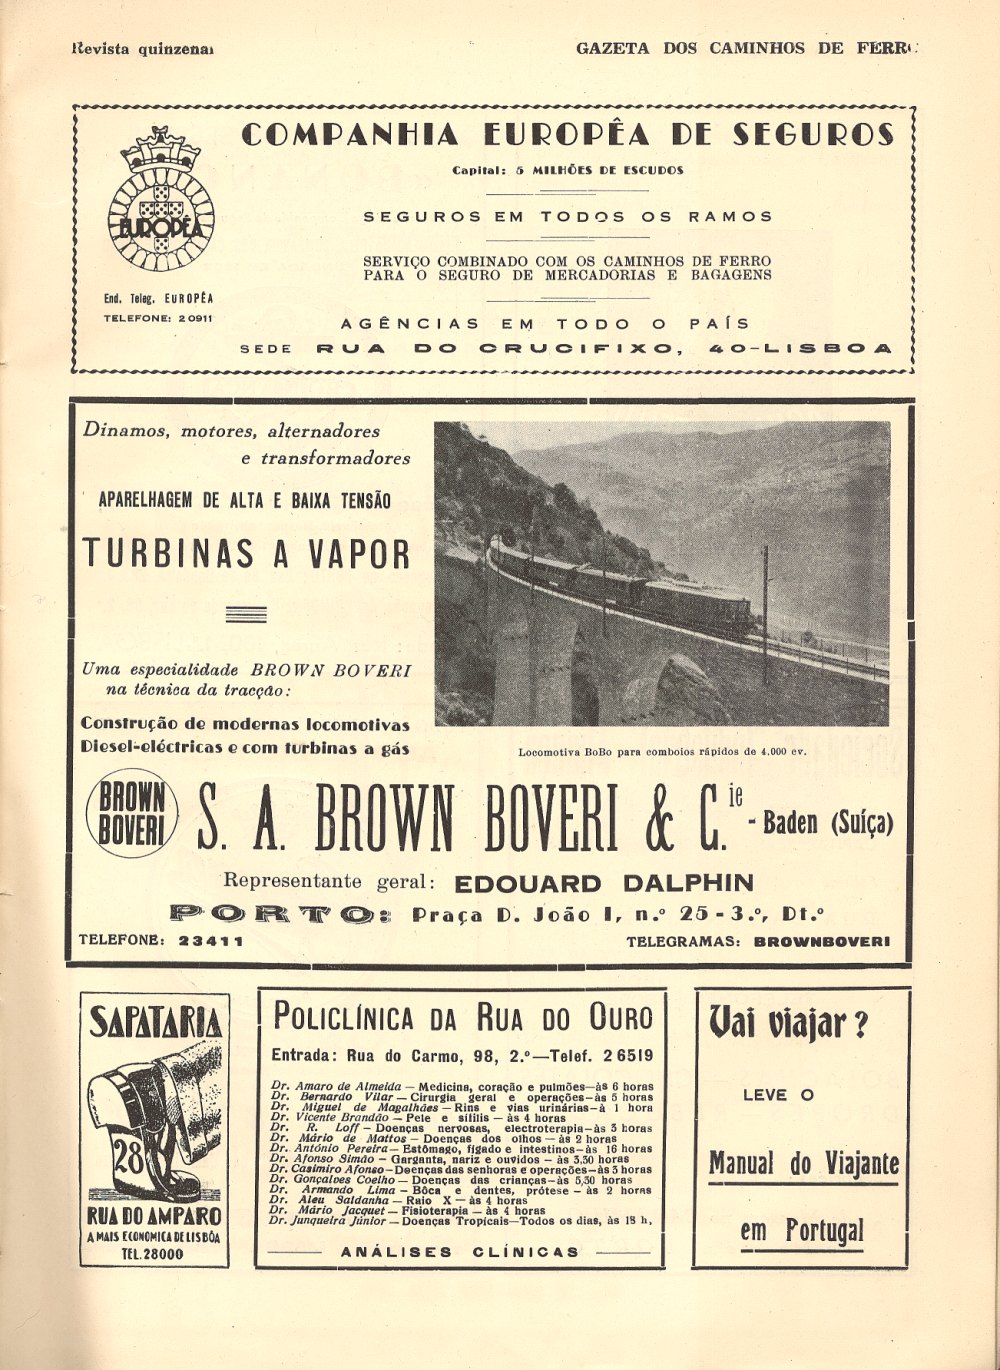 Revista quinzenal
GAZETA DOS CAMINHOS DE FERRO
COMPANHIA EUROPÊA DE SEGUROS
Capital: 5 MILHÕES DE ESCUDOS
EUROPÊA
SEGUROS EM TODOS OS RAMOS
SERVIÇO COMBINADO COM OS CAMINHOS DE FERRO
PARA O SEGURO DE MERCADORIAS E BAGAGENS
End. Teleg. EUROPÊA
TELEFONE: 20911
AGÊNCIAS EM TODO O PAÍS
SEDE RUA DO CRUCIFIXO, 40-LISBOA
Dínamos, motores, alternadores
e transformadores
APARELHAGEM DE ALTA E BAIXA TENSÃO
TURBINAS A VAPOR
Uma especialidade BROWN BOVERI
na técnica da tracção:
Construção de modernas locomotivas
Diesel-eléctricas e com turbinas a gás
Locomotiva BoBo para comboios rápidos de 4.000 cv.
BROWN
BOVERI
S. A. BROWN BOVERI & C.ie - Baden (Suíça)
Representante geral: EDOUARD DALPHIN
PORTO: Praça D. João I, n.º 25-3.º, Dt.º
TELEFONE: 23411
TELEGRAMAS: BROWNBOVERI
SAPATARIA
28
RUA DO AMPARO
A MAIS ECONOMICA DE LISBÔA
TEL. 28000
POLICLÍNICA DA RUA DO OURO
Entrada: Rua do Carmo, 98, 2.º—Telef. 2 6519
Dr. Amaro de Almeida — Medicina, coração e pulmões—às 6 horas
Dr. Bernardo Vilar — Cirurgia geral e operações—às 5 horas
Dr. Miguel de Magalhães — Rins e vias urinárias—à 1 hora
Dr. Vicente Brandão — Pele e sífilis — às 4 horas
Dr. R. Loff — Doenças nervosas, electroterapia—às 3 horas
Dr. Mário de Mattos — Doenças dos olhos — às 2 horas
Dr. António Pereira — Estômago, fígado e intestinos—às 16 horas
Dr. Afonso Simão — Garganta, nariz e ouvidos — às 3,30 horas
Dr. Casimiro Afonso—Doenças das senhoras e operações—às 3 horas
Dr. Gonçalves Coelho — Doenças das crianças—às 5,30 horas
Dr. Armando Lima — Bôca e dentes, prótese — às 2 horas
Dr. Aleu Saldanha — Raio X — às 4 horas
Dr. Mário Jacquet — Fisioterapia — às 4 horas
Dr. Junqueira Júnior — Doenças Tropicais—Todos os dias, às 18 h.
ANÁLISES CLÍNICAS
Vai viajar?
LEVE O
Manual do Viajante
em Portugal